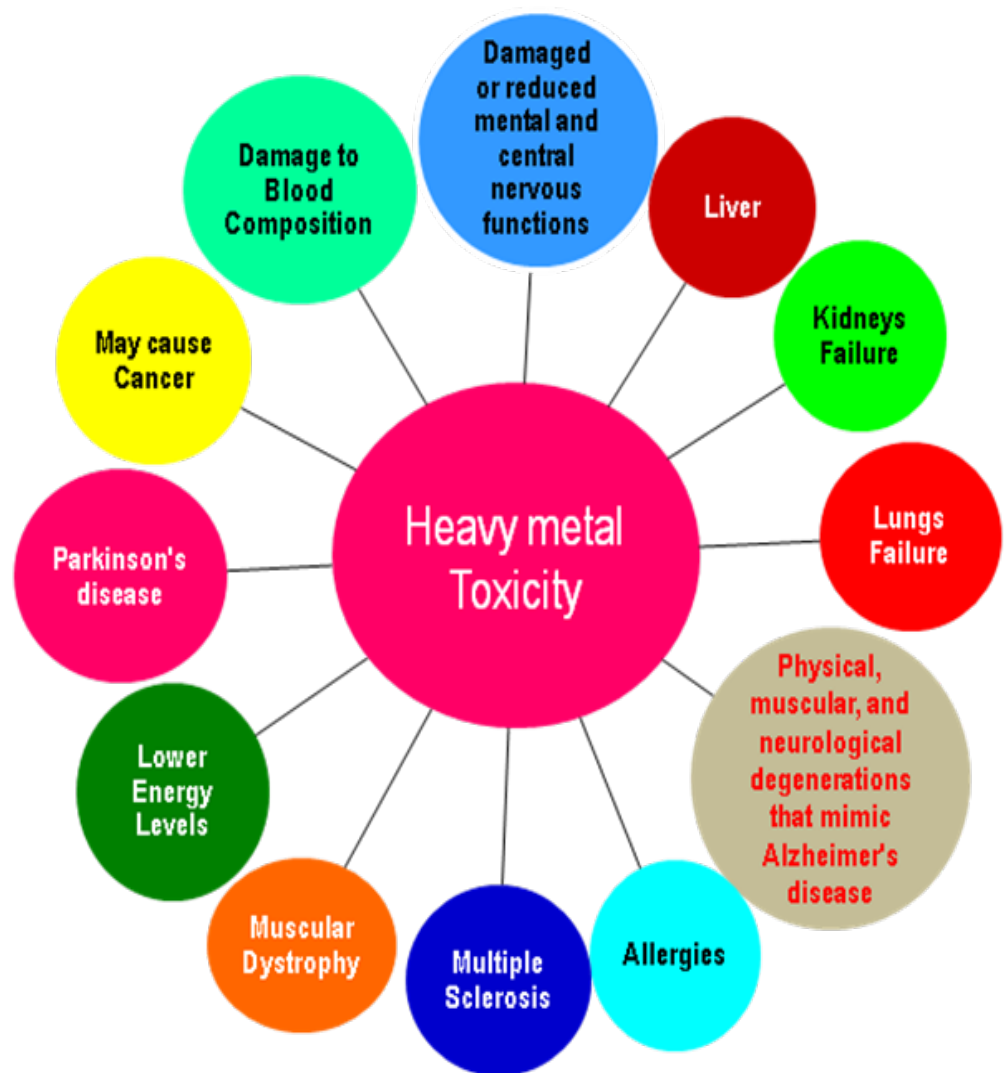 Heavy metal
Toxicity
Damaged
or reduced
mental and
central
nervous
functions
Liver
Kidneys
Failure
Lungs
Failure
Physical,
muscular, and
neurological
degenerations
that mimic
Alzheimer's
disease
Allergies
Multiple
Sclerosis
Muscular
Dystrophy
Lower
Energy
Levels
Parkinson's
disease
May cause
Cancer
Damage to
Blood
Composition